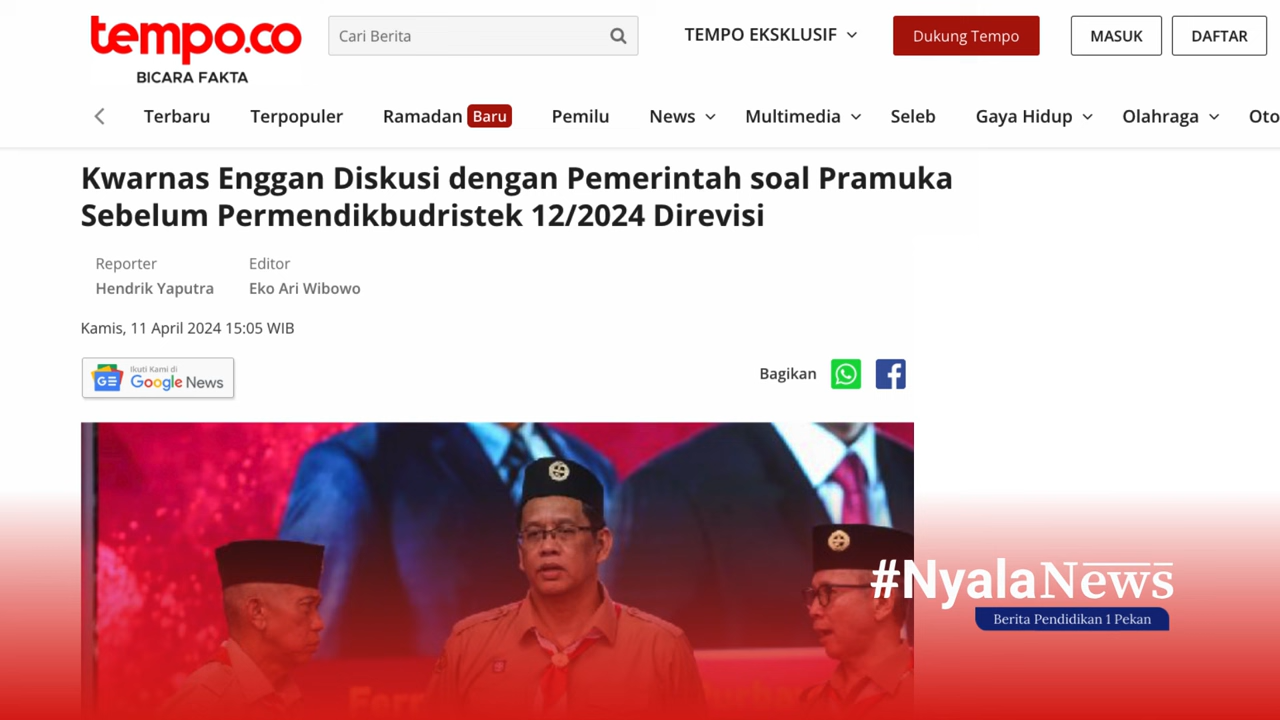 tempo.co
BICARA FAKTA
Cari Berita
TEMPO EKSKLUSIF
Dukung Tempo
MASUK
DAFTAR
Terbaru
Terpopuler
Ramadan Baru
Pemilu
News
Multimedia
Seleb
Gaya Hidup
Olahraga
Oto
Kwarnas Enggan Diskusi dengan Pemerintah soal Pramuka
Sebelum Permendikbudristek 12/2024 Direvisi
Reporter
Editor
Hendrik Yaputra
Eko Ari Wibowo
Kamis, 11 April 2024 15:05 WIB
GE
Ikuti Kami di
Google News
Bagikan
#NyalaNews
Berita Pendidikan 1 Pekan